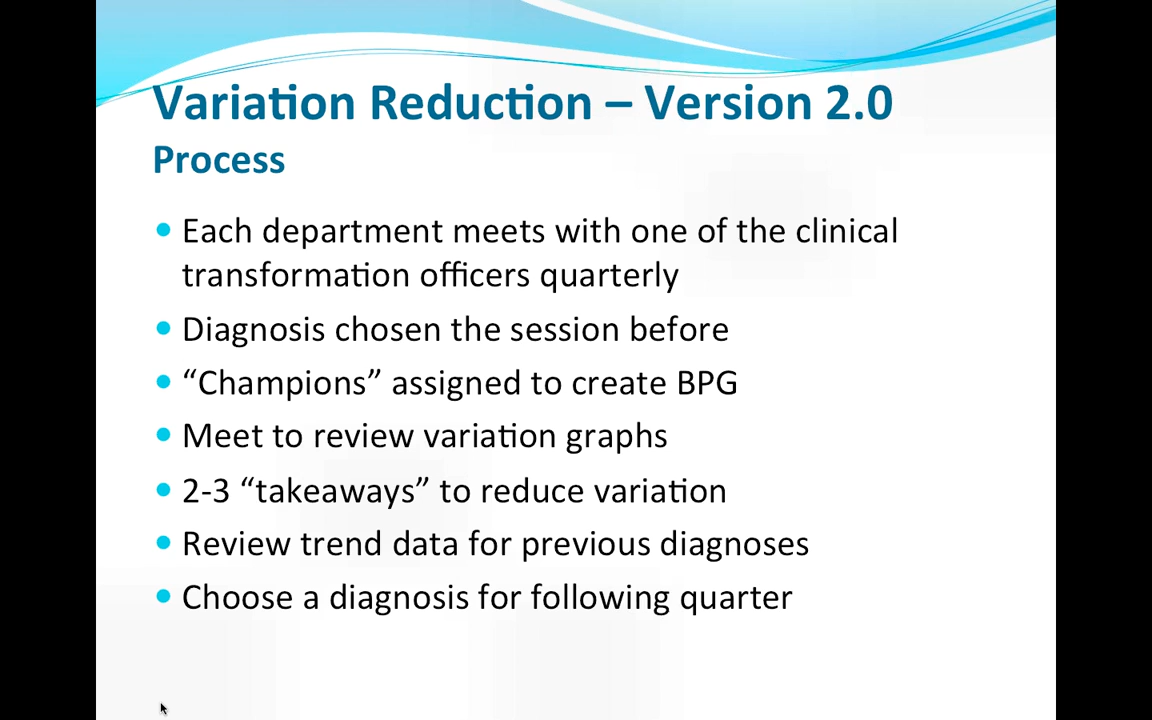 Variation Reduction – Version 2.0
Process
• Each department meets with one of the clinical
transformation officers quarterly
• Diagnosis chosen the session before
• “Champions” assigned to create BPG
• Meet to review variation graphs
• 2-3 “takeaways” to reduce variation
• Review trend data for previous diagnoses
• Choose a diagnosis for following quarter